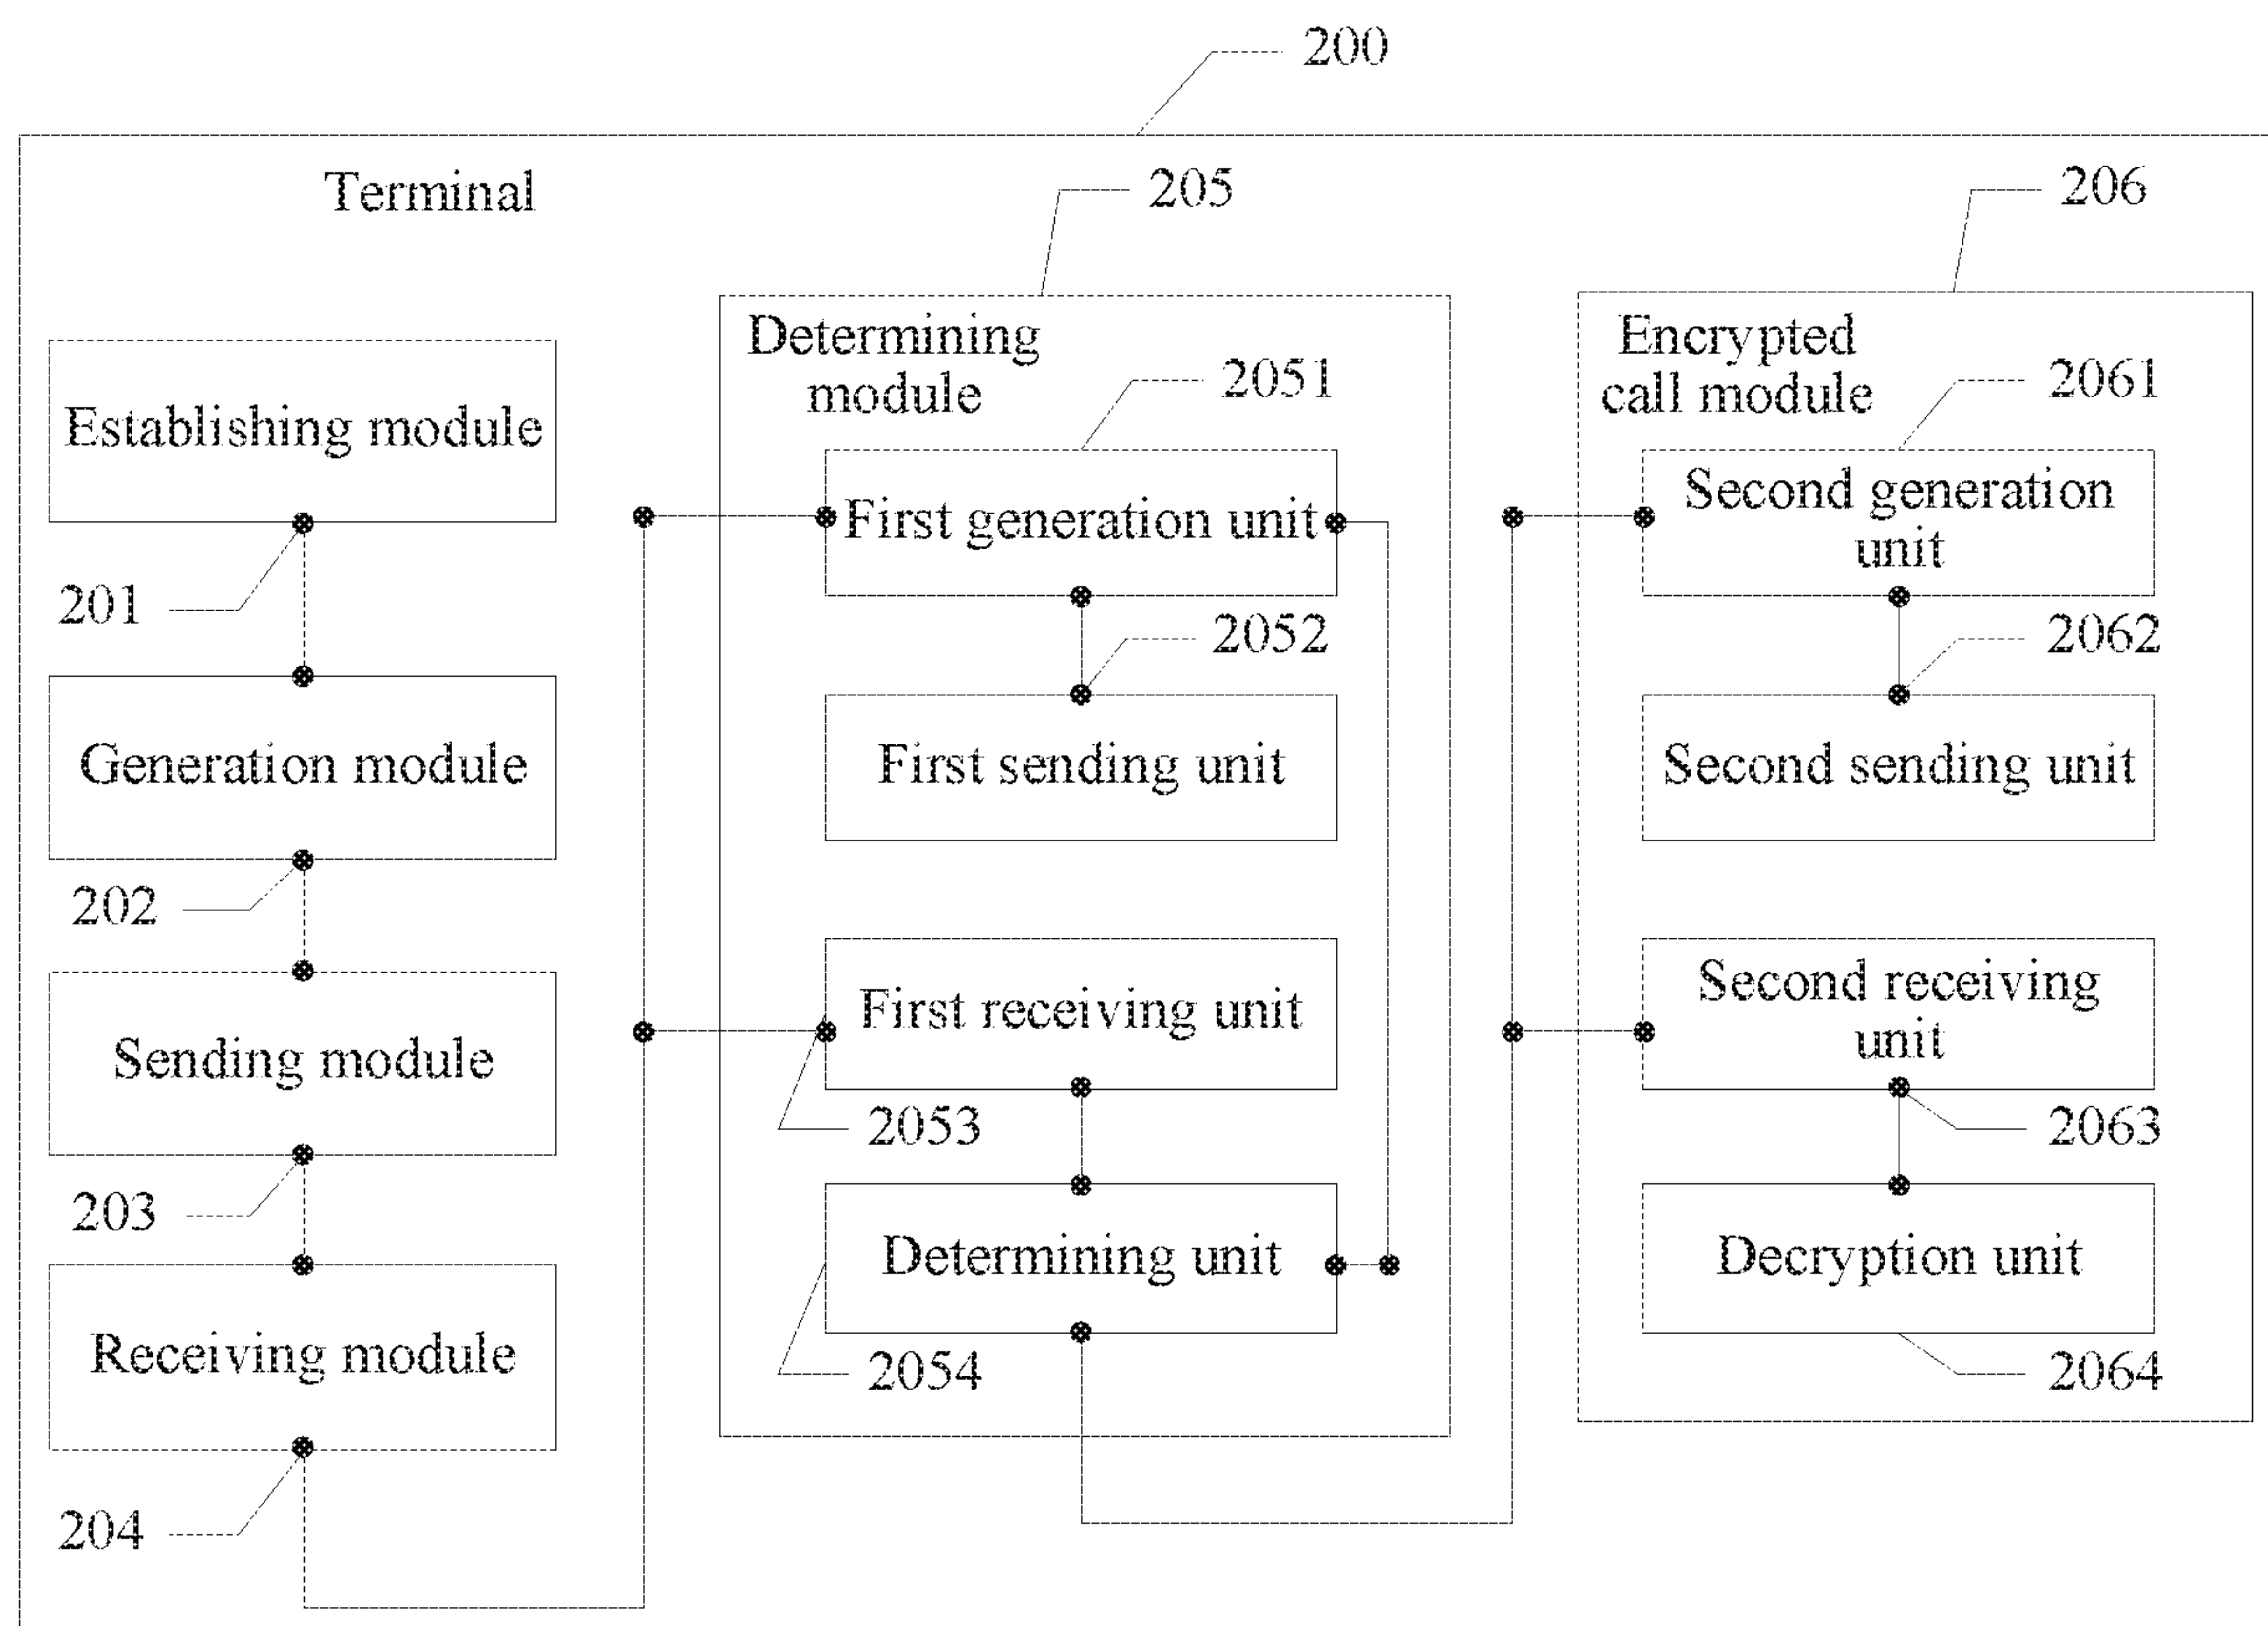 200
Terminal
205
206
Establishing module
201
Generation module
202
Sending module
203
Receiving module
204
Determining
module
2051
First generation unit
2052
First sending unit
First receiving unit
2053
Determining unit
2054
Encrypted
call module
2061
Second generation
unit
2062
Second sending unit
Second receiving
unit
2063
Decryption unit
2064